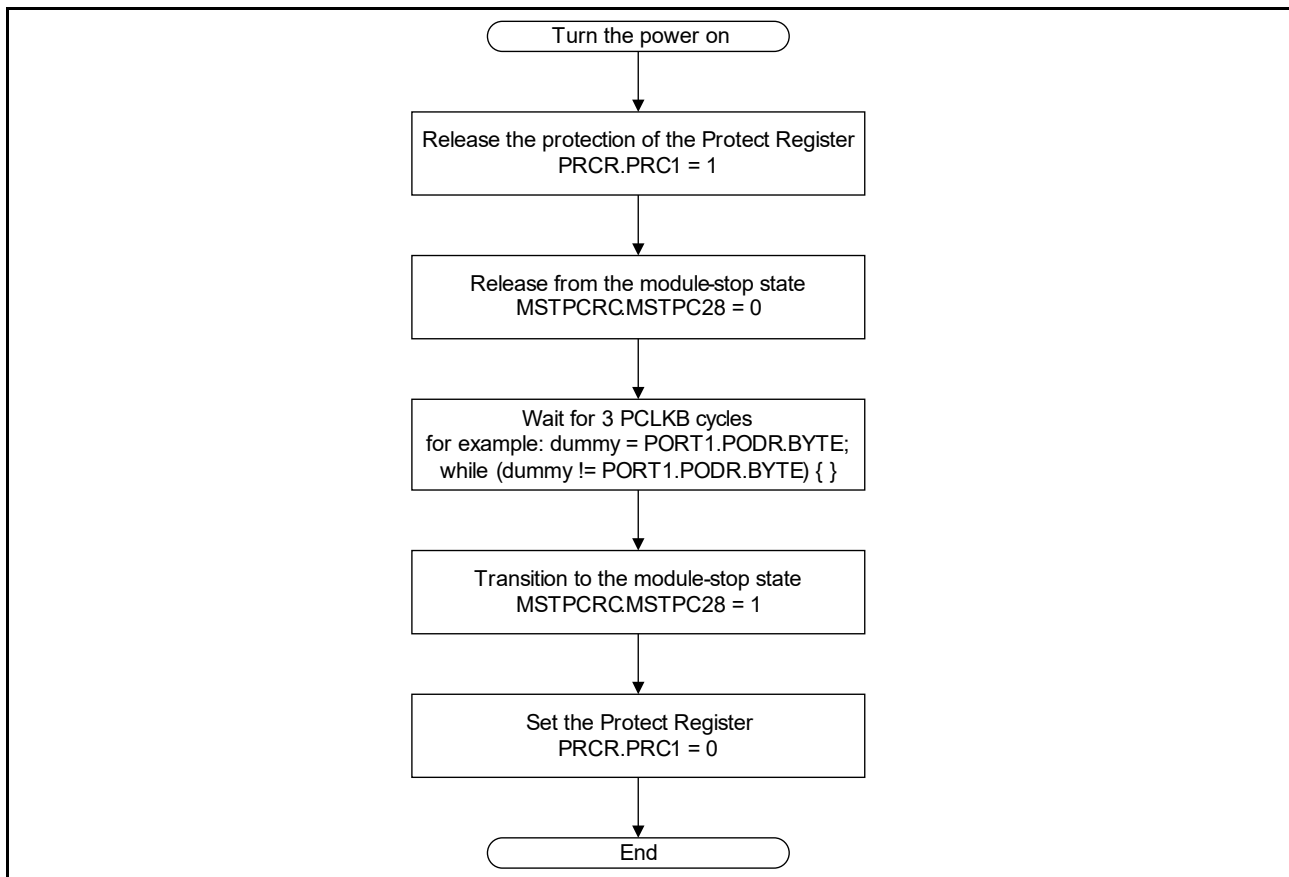 Turn the power on
Release the protection of the Protect Register
PRCR.PRC1 = 1
Release from the module-stop state
MSTPCRC.MSTPC28 = 0
Wait for 3 PCLKB cycles
for example: dummy = PORT1.PODR.BYTE;
while (dummy != PORT1.PODR.BYTE) { }
Transition to the module-stop state
MSTPCRC.MSTPC28 = 1
Set the Protect Register
PRCR.PRC1 = 0
End